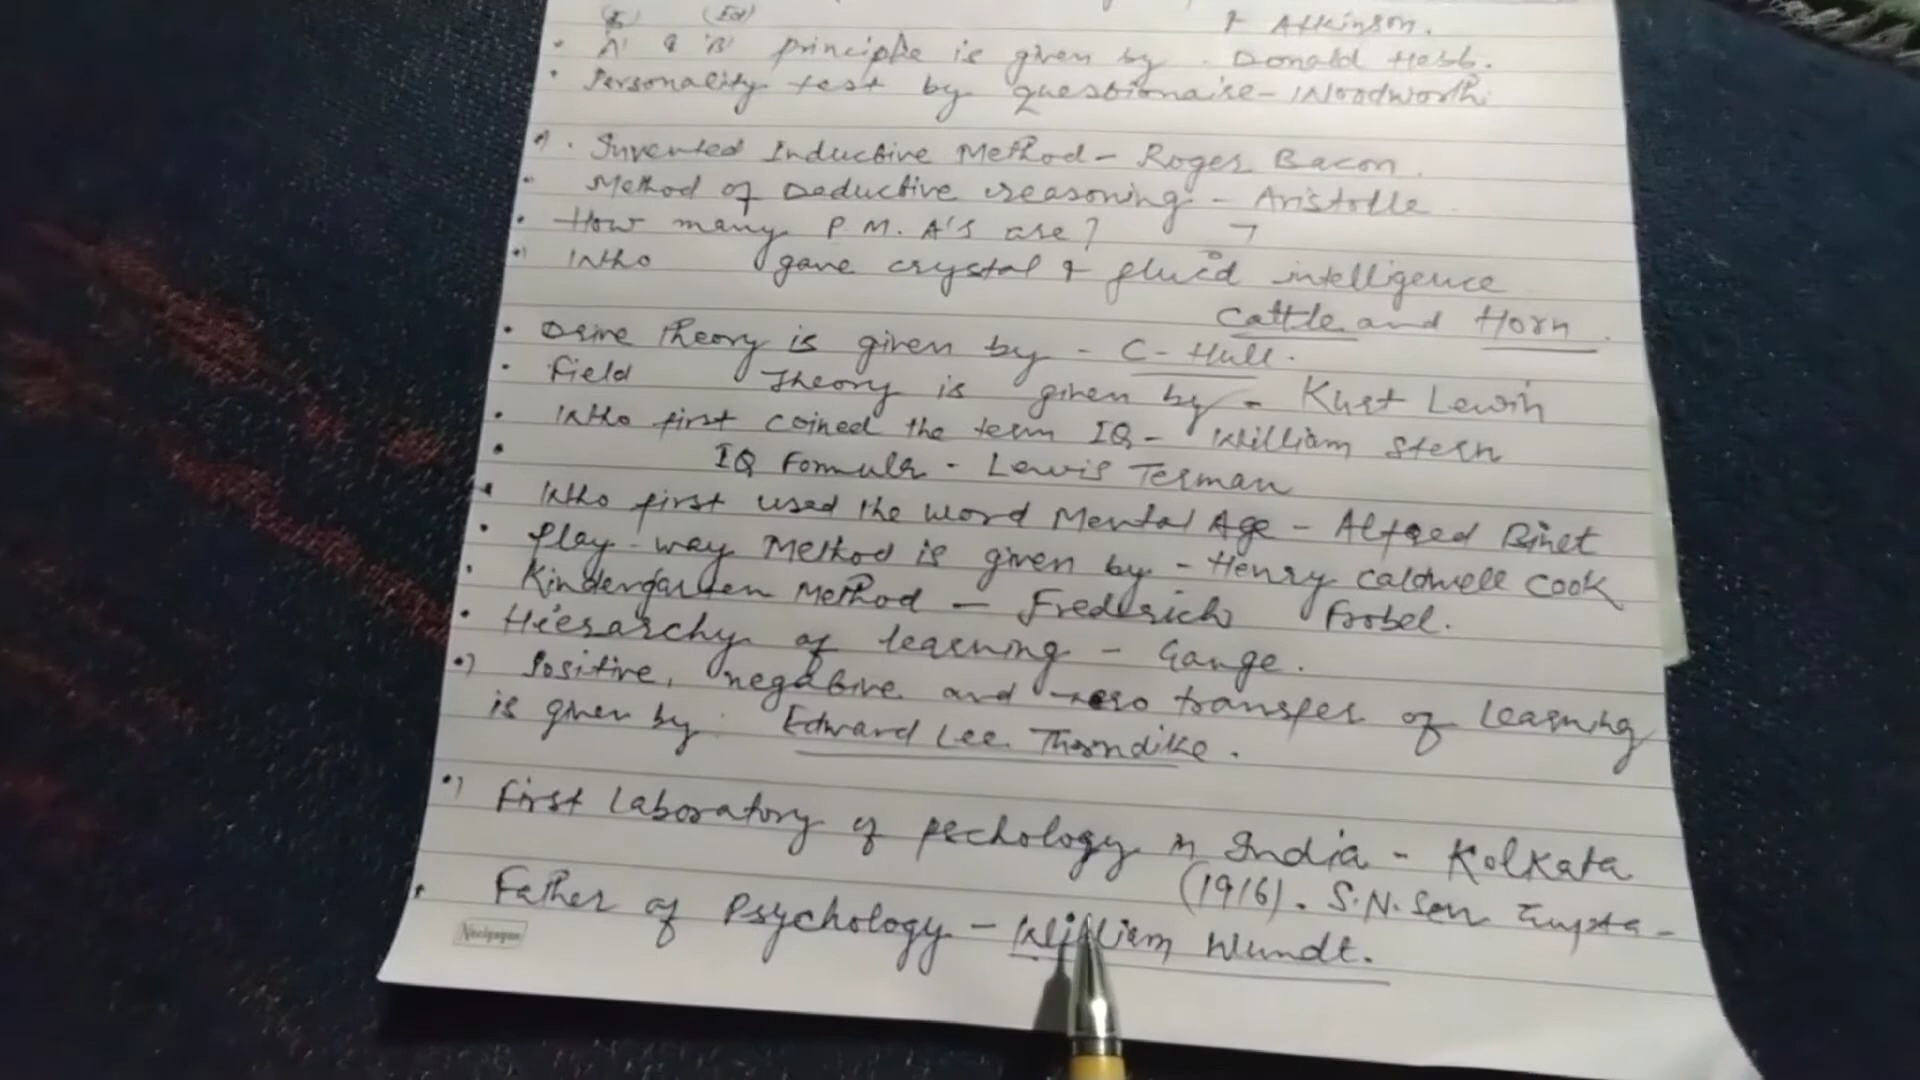 (Ed)
& Atkinson.
• 'A' & 'B' principle is given by - Donald Hebb.
• Personality test by questionaire - Woodworth
•) . Invented Inductive Method - Roger Bacon.
- Method of Deductive reasoning - Aristotle
• How many P.M.A's are? 7
•) Who gave crystal & fluid intelligence
Cattle and Horn.
• Drive theory is given by - C-Hull.
• Field Theory is given by - Kurt Lewin
• Who first coined the term IQ - William Stern
• IQ Formula - Lewis Terman
• Who first used the word Mental Age - Alfred Binet
• Play-way Method is given by - Henry Caldwell Cook
• Kindergarten Method - Frederich Frobel.
• Hierarchy of learning - Gange.
•) Positive, negative and zero transfer of learning
is given by Edward Lee Thorndike.
•) First Laboratory of pschology in India - Kolkata
(1916). S.N. Sen Gupta -
• Father of Psychology - William Wundt.
Neelgagan